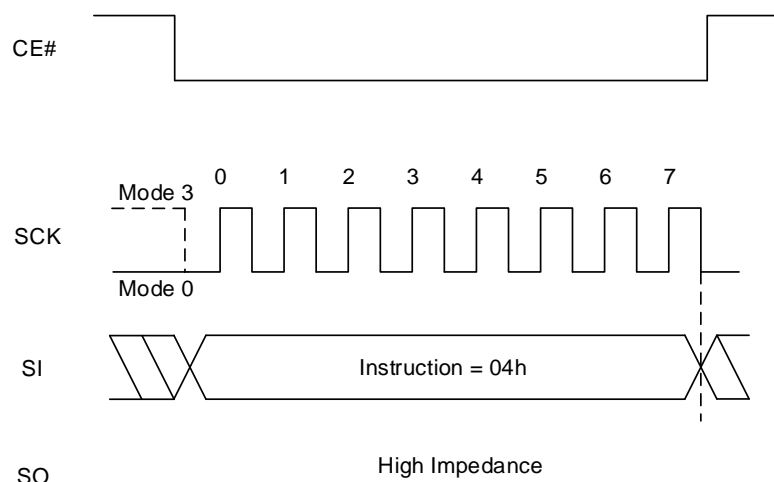 CE#
0 1 2 3 4 5 6 7
Mode 3
SCK
Mode 0
SI
Instruction = 04h
High Impedance
SO